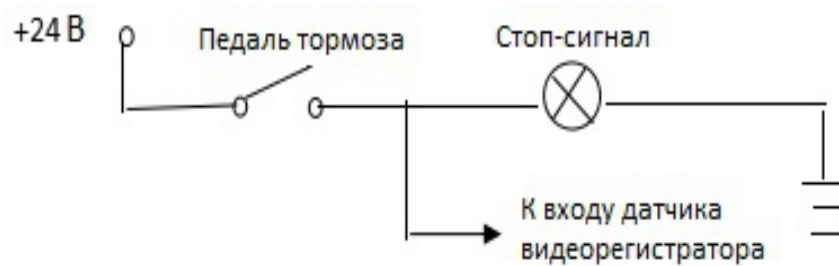 +24 В
Педаль тормоза
Стоп-сигнал
К входу датчика
видеорегистратора